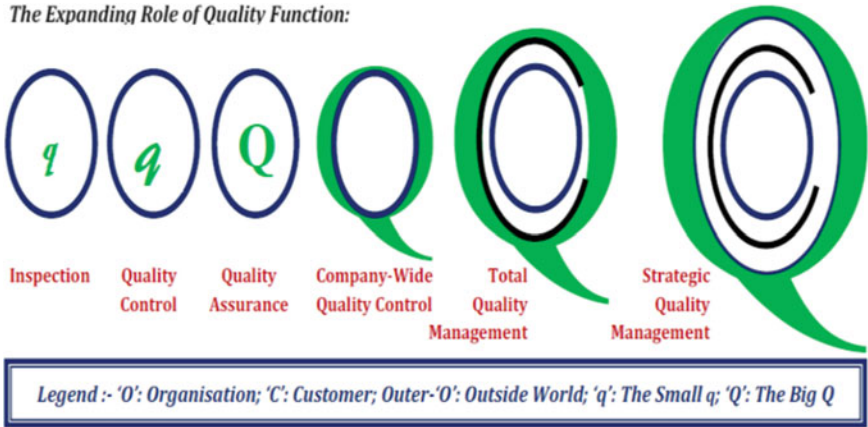 The Expanding Role of Quality Function:
q q Q
Inspection
Quality
Control
Quality
Assurance
Company-Wide
Quality Control
Total
Quality
Management
Strategic
Quality
Management
Legend :- ‘O’: Organisation; ‘C’: Customer; Outer-‘O’: Outside World; ‘q’: The Small q; ‘Q’: The Big Q